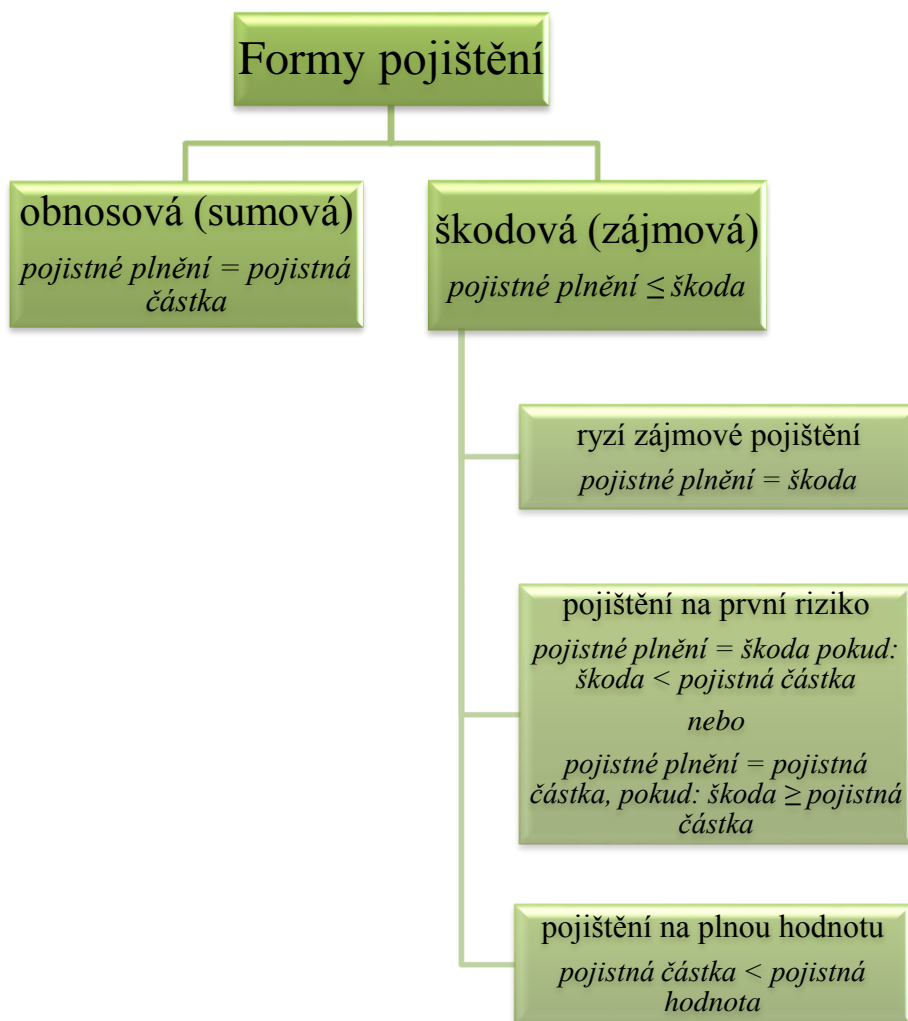 Formy pojištění
obnosová (sumová)
pojistné plnění = pojistná
částka
škodová (zájmová)
pojistné plnění ≤ škoda
ryzí zájmové pojištění
pojistné plnění = škoda
pojištění na první riziko
pojistné plnění = škoda pokud:
škoda < pojistná částka
nebo
pojistné plnění = pojistná
částka, pokud: škoda ≥ pojistná
částka
pojištění na plnou hodnotu
pojistná částka < pojistná
hodnota